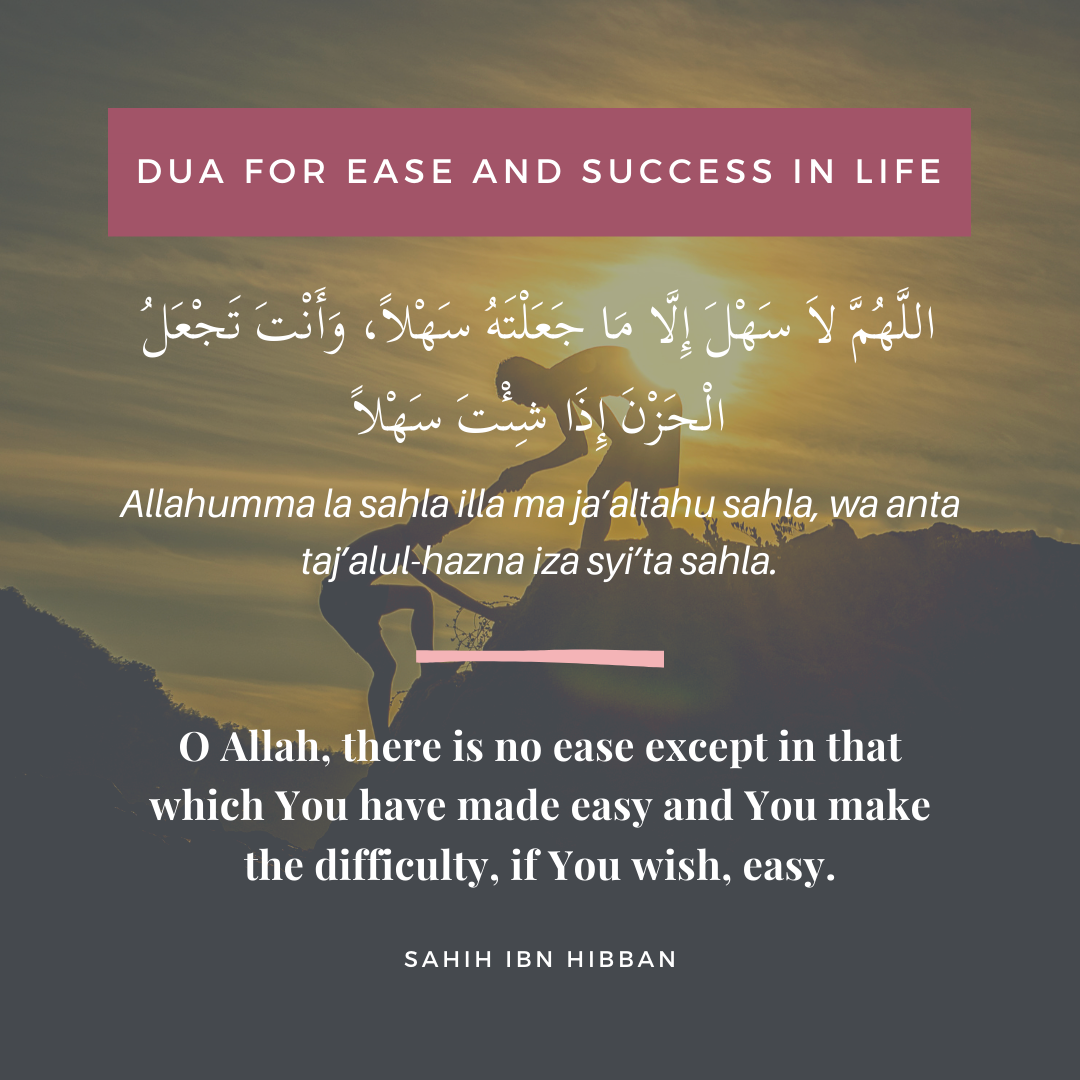 DUA FOR EASE AND SUCCESS IN LIFE
اللَّهُمَّ لاَ سَهْلَ إِلَّا مَا جَعَلْتَهُ سَهْلاً، وَأَنْتَ تَجْعَلُ
الْحَزْنَ إِذَا شِئْتَ سَهْلاً
Allahumma la sahla illa ma ja’altahu sahla, wa anta
taj’alul-hazna iza syi’ta sahla.
O Allah, there is no ease except in that
which You have made easy and You make
the difficulty, if You wish, easy.
SAHIH IBN HIBBAN